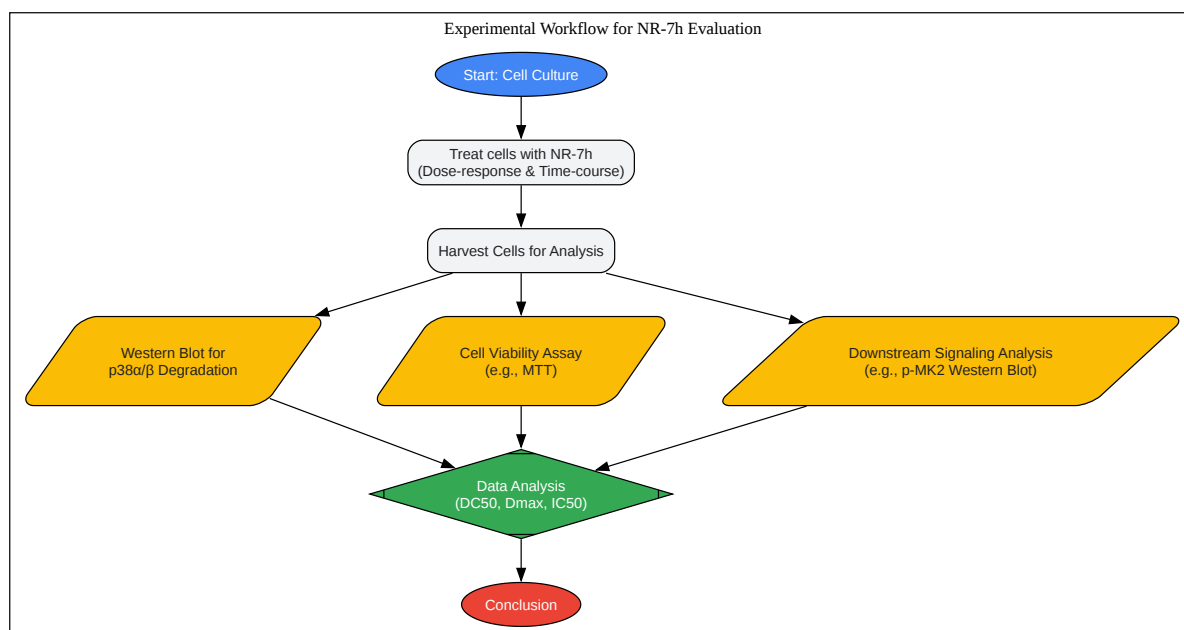 Experimental Workflow for NR-7h Evaluation
Start: Cell Culture
Treat cells with NR-7h
(Dose-response & Time-course)
Harvest Cells for Analysis
Western Blot for
p38α/β Degradation
Cell Viability Assay
(e.g., MTT)
Downstream Signaling Analysis
(e.g., p-MK2 Western Blot)
Data Analysis
(DC50, Dmax, IC50)
Conclusion